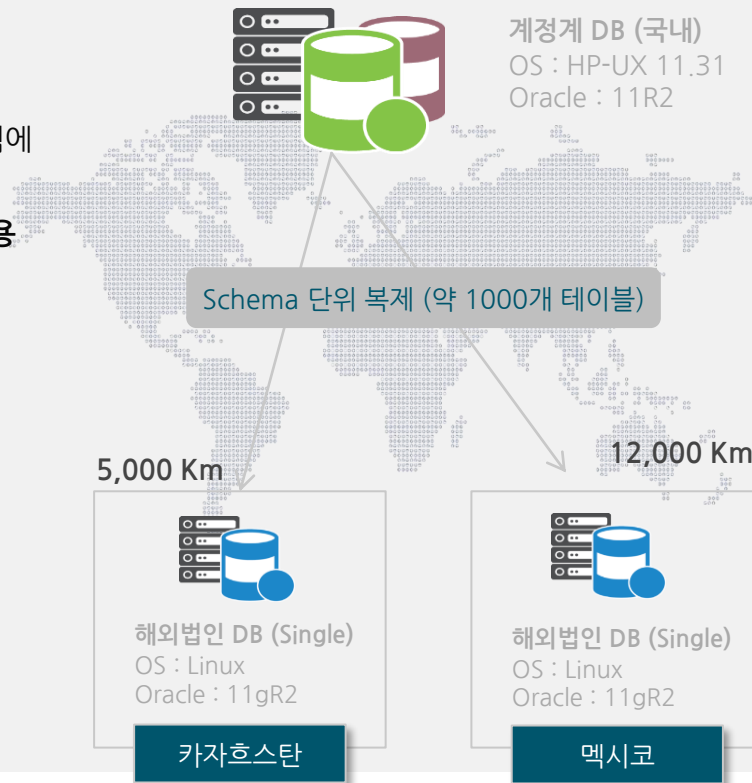 계정계 DB (국내)
OS : HP-UX 11.31
Oracle : 11R2
에
용
Schema 단위 복제 (약 1000개 테이블)
5,000 Km
12,000 Km
해외법인 DB (Single)
OS : Linux
Oracle : 11gR2
카자흐스탄
해외법인 DB (Single)
OS : Linux
Oracle : 11gR2
멕시코